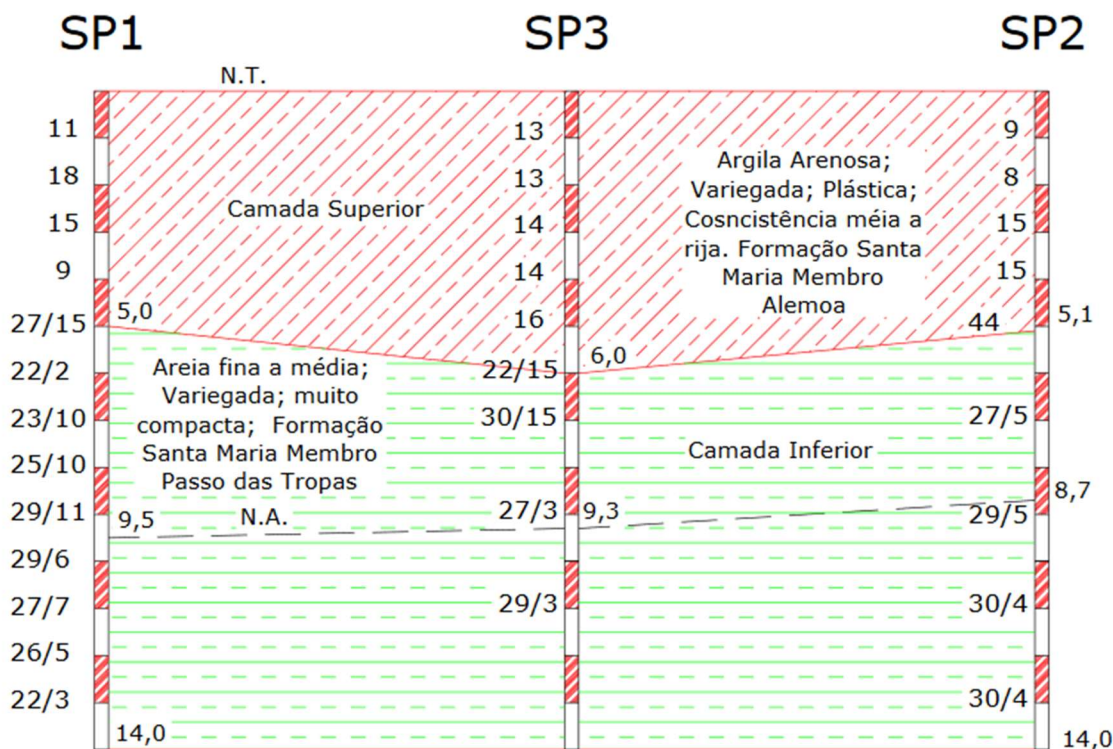 SP1 SP3 SP2
N.T.
11 13 9
Argila Arenosa;
18 13 8
Variegada; Plástica;
Camada Superior
15 14 15
Cosncistência méia a
rija. Formação Santa
9 14 15
Maria Membro
Alemoa
5,0 5,1
27/15 16 44
6,0
22/2 22/15
Areia fina a média;
Variegada; muito
23/10 30/15 27/5
compacta; Formação
Santa Maria Membro
Camada Inferior
25/10
Passo das Tropas
8,7
29/11 27/3 29/5
9,5 N.A. 9,3
29/6
27/7 29/3 30/4
26/5
22/3 30/4
14,0 14,0